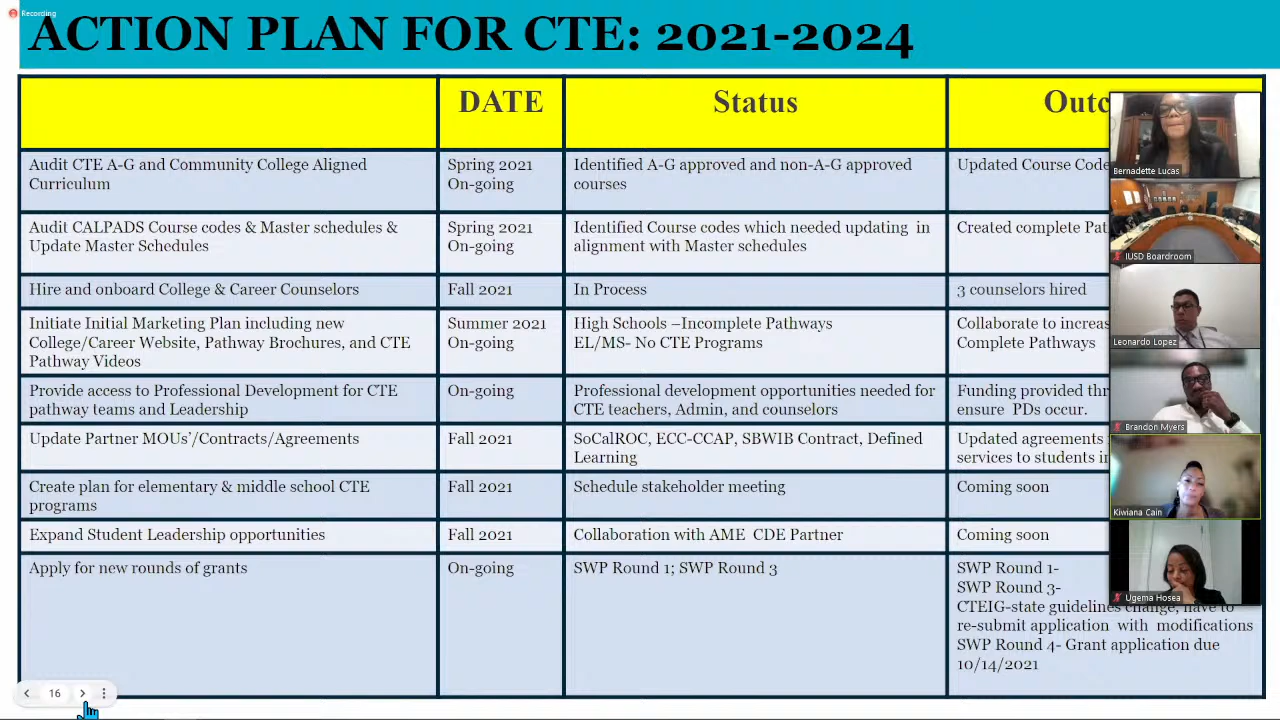 Recording
ACTION PLAN FOR CTE: 2021-2024
DATE
Status
Audit CTE A-G and Community College Aligned
Curriculum
Spring 2021
On-going
Identified A-G approved and non-A-G approved
courses
Updated Course Code
Audit CALPADS Course codes & Master schedules &
Update Master Schedules
Spring 2021
On-going
Identified Course codes which needed updating in
alignment with Master schedules
Created complete
Hire and onboard College & Career Counselors
Fall 2021
In Process
3 counselors hired
Initiate Initial Marketing Plan including new
College/Career Website, Pathway Brochures, and CTE
Pathway Videos
Summer 2021
On-going
High Schools –Incomplete Pathways
EL/MS- No CTE Programs
Collaborate to
Complete Pathways
Provide access to Professional Development for CTE
pathway teams and Leadership
On-going
Professional development opportunities needed for
CTE teachers, Admin, and counselors
Funding provided
ensure PDs occur.
Update Partner MOUs'/Contracts/Agreements
Fall 2021
SoCalROC, ECC-CCAP, SBWIB Contract, Defined
Learning
Updated agreements
services to students
Create plan for elementary & middle school CTE
programs
Fall 2021
Schedule stakeholder meeting
Coming soon
Expand Student Leadership opportunities
Fall 2021
Collaboration with AME CDE Partner
Coming soon
Apply for new rounds of grants
On-going
SWP Round 1; SWP Round 3
SWP Round 1-
SWP Round 3-
CTEIG-state guidelines change, have to
re-submit application with modifications
SWP Round 4- Grant application due
10/14/2021
Bernadette Lucas
IUSD Boardroom
Leonardo Lopez
Brandon Myers
Kiwiana Cain
Ugema Hosea
16